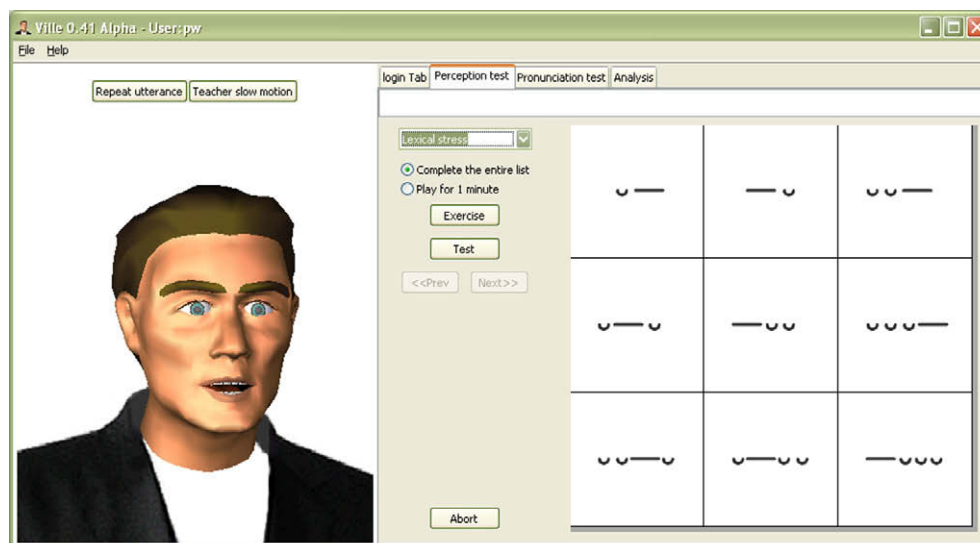 Ville 0.41 Alpha - User:pw
File Help
Repeat utterance Teacher slow motion
login Tab Perception test Pronunciation test Analysis
Lexical stress
Complete the entire list
Play for 1 minute
Exercise
Test
<<Prev Next>>
Abort